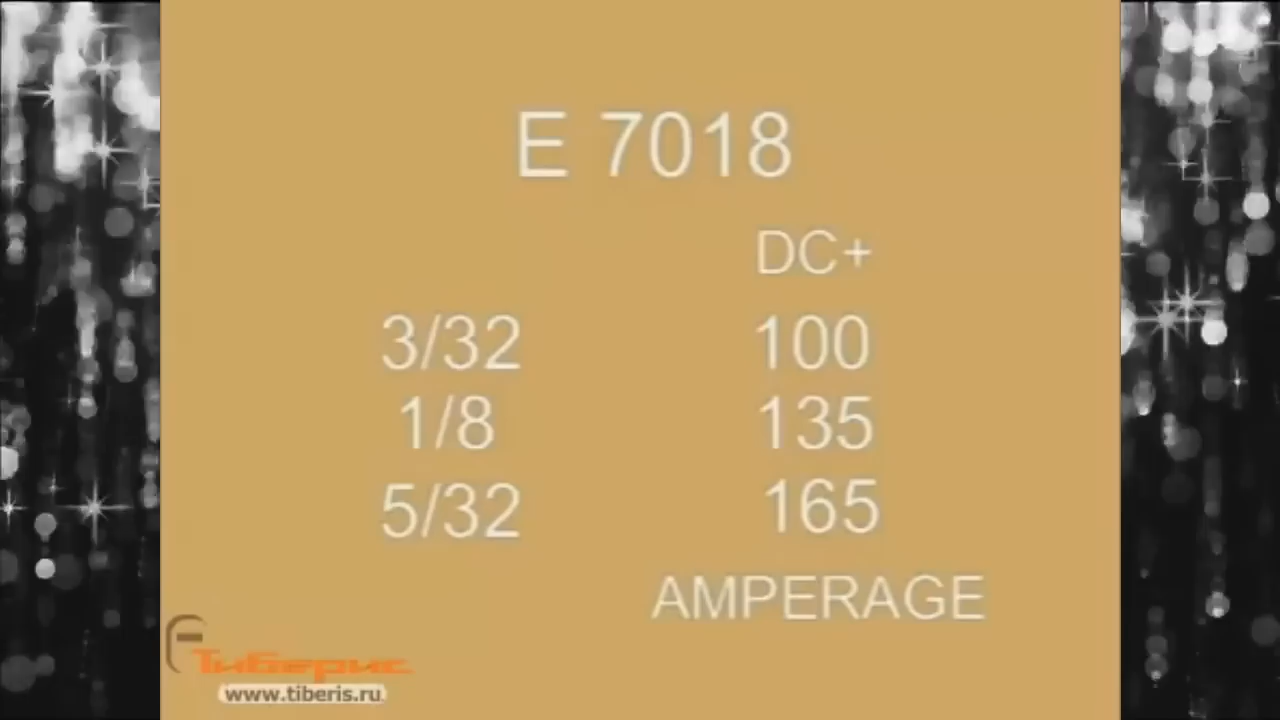 E 7018
DC+
3/32 100
1/8 135
5/32 165
AMPERAGE
Тиберис
www.tiberis.ru